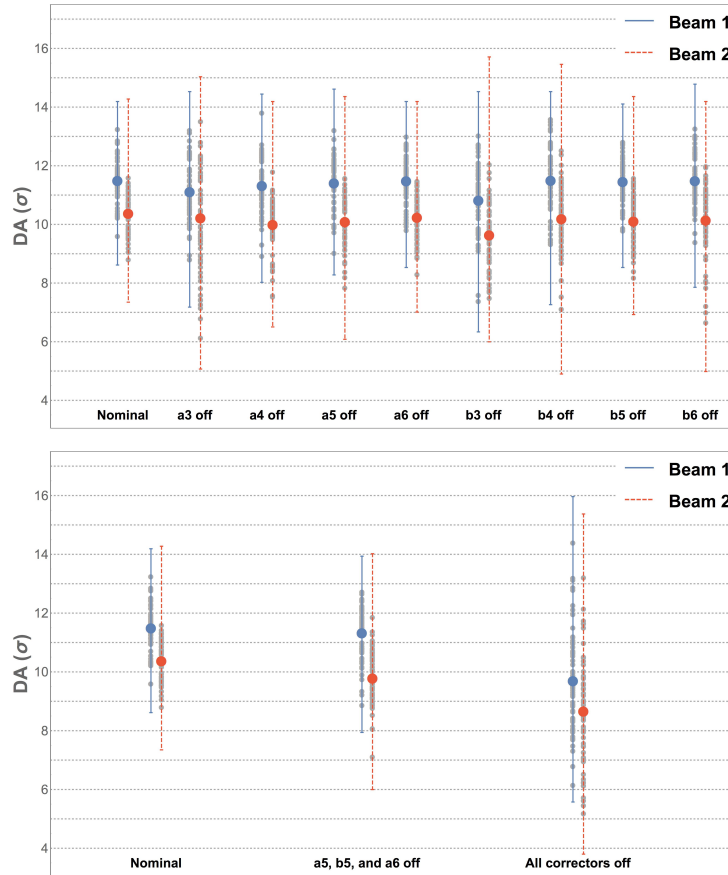 Beam 1
Beam 2
16
14
12
10
8
6
4
DA (σ)
Nominal a3 off a4 off a5 off a6 off b3 off b4 off b5 off b6 off
Beam 1
Beam 2
16
14
12
10
8
6
4
DA (σ)
Nominal a5, b5, and a6 off All correctors off